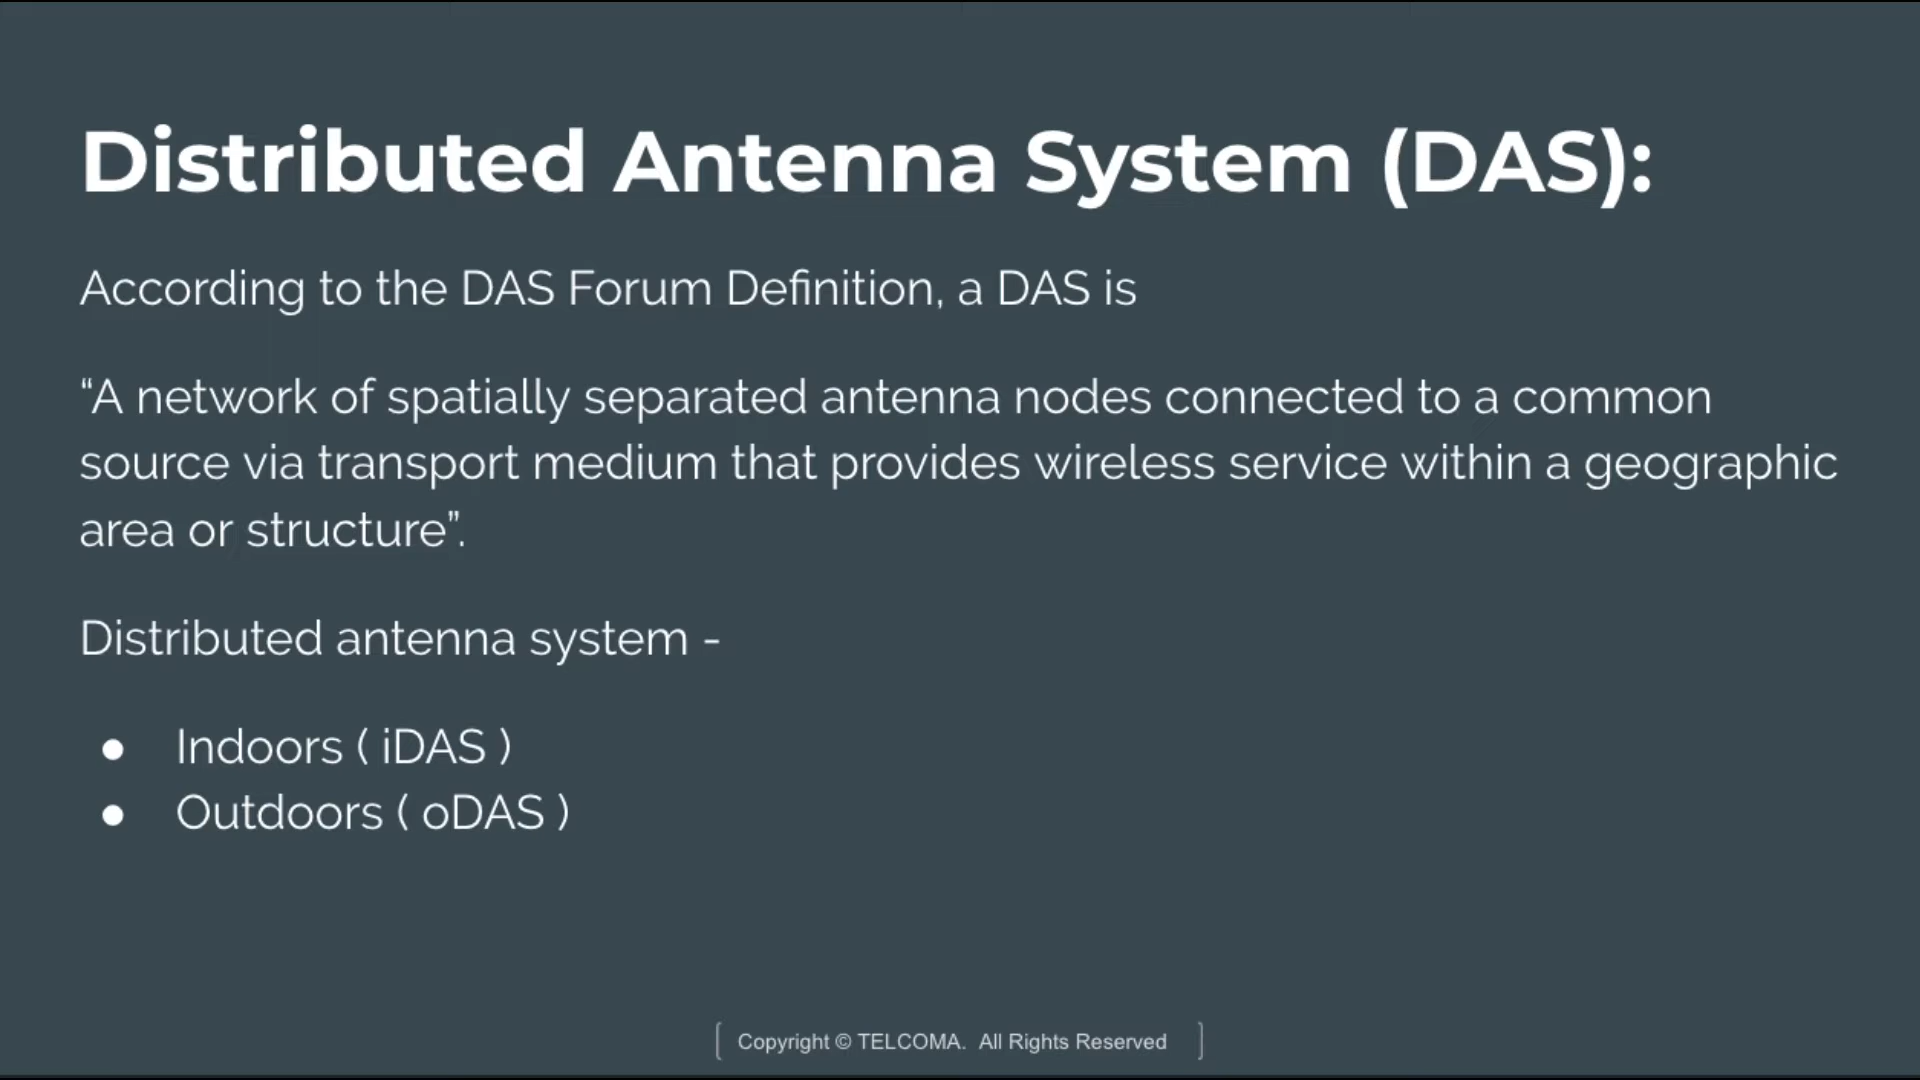 Distributed Antenna System (DAS):
According to the DAS Forum Definition, a DAS is
“A network of spatially separated antenna nodes connected to a common
source via transport medium that provides wireless service within a geographic
area or structure”.
Distributed antenna system -
● Indoors ( iDAS )
● Outdoors ( oDAS )
[ Copyright © TELCOMA. All Rights Reserved ]